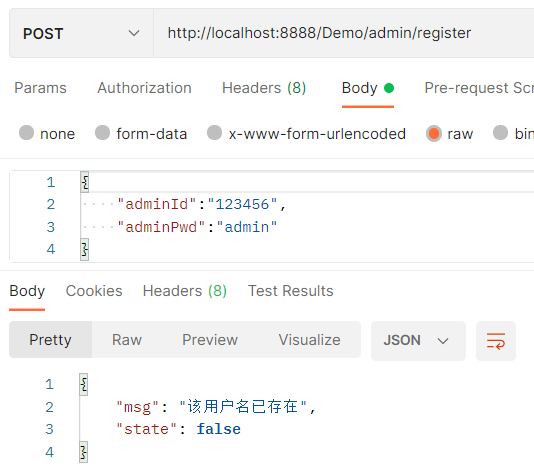 POST http://localhost:8888/Demo/admin/register
Params Authorization Headers (8) Body Pre-request Scr
none form-data x-www-form-urlencoded raw bin
1 {
2 "adminId":"123456",
3 "adminPwd":"admin"
4 }
Body Cookies Headers (8) Test Results
Pretty Raw Preview Visualize JSON
1 {
2 "msg": "该用户名已存在",
3 "state": false
4 }